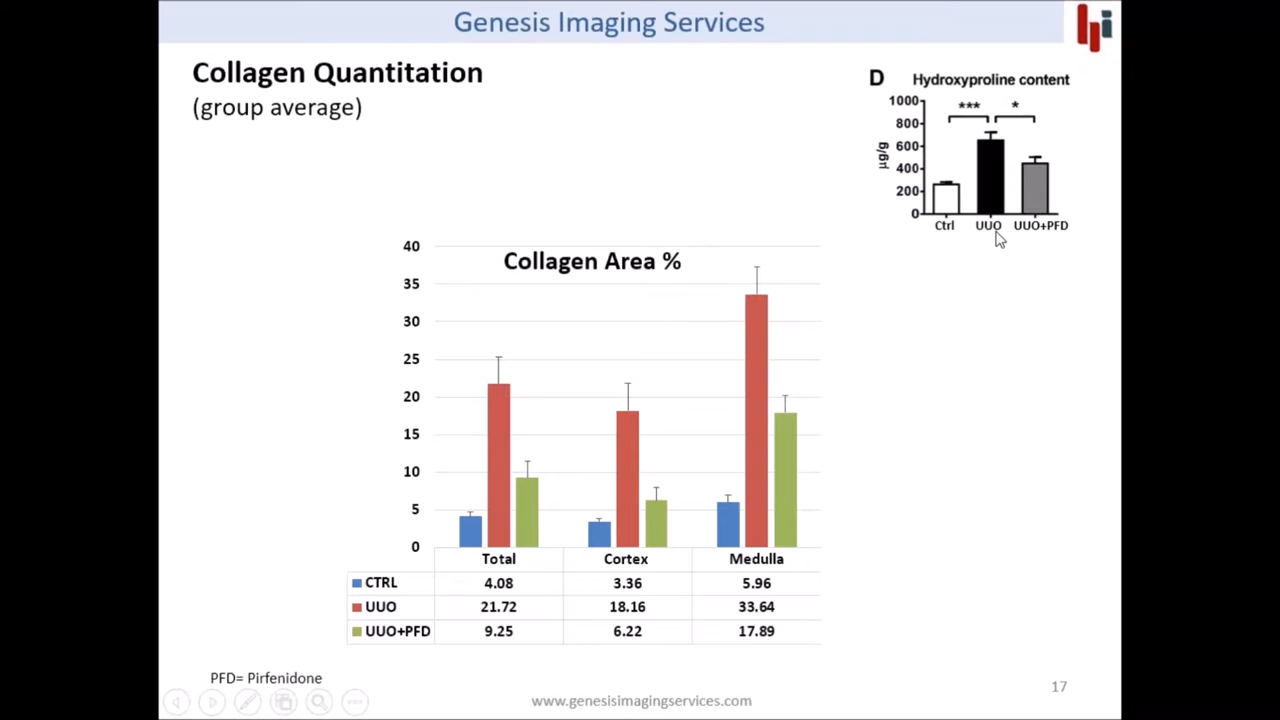 Genesis Imaging Services
Collagen Quantitation
(group average)
D Hydroxyproline content
*** *
1000
800
600
400
200
0
µg/g
Ctrl UUO UUO+PFD
Collagen Area %
40
35
30
25
20
15
10
5
0
Total Cortex Medulla
CTRL 4.08 3.36 5.96
UUO 21.72 18.16 33.64
UUO+PFD 9.25 6.22 17.89
PFD= Pirfenidone
www.genesisimagingservices.com
17